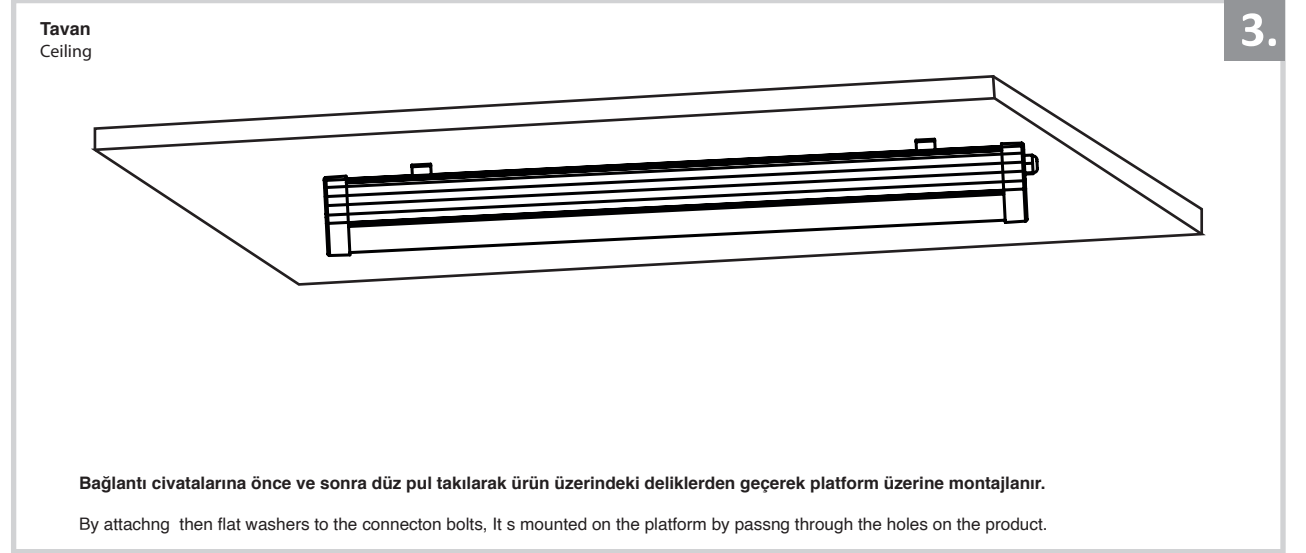 Tavan
Ceiling
3.
Bağlantı civatalarına önce ve sonra düz pul takılarak ürün üzerindeki deliklerden geçerek platform üzerine montajlanır.
By attachng then flat washers to the connecton bolts, It s mounted on the platform by passng through the holes on the product.